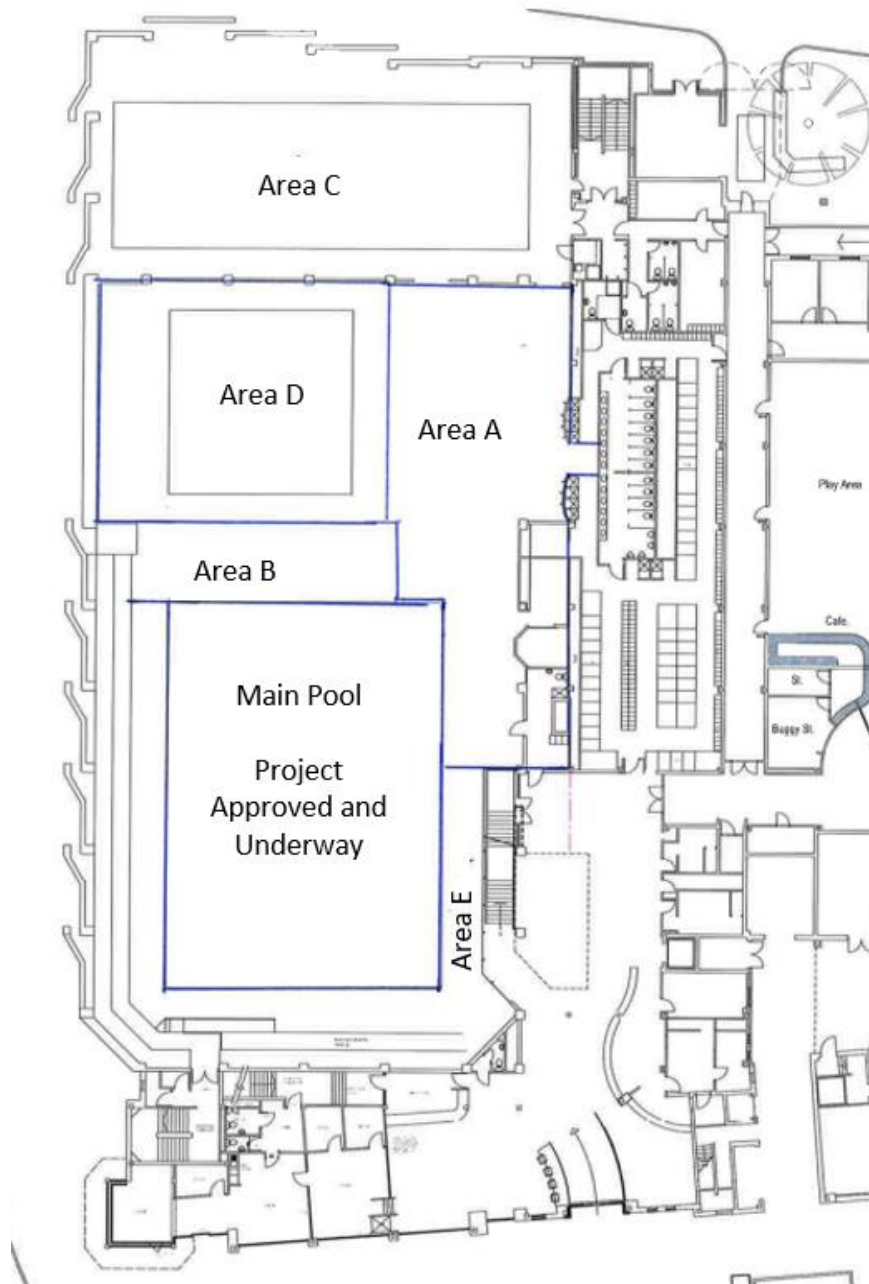 Area C
Area D
Area A
Play Area
Area B
Cafe.
St.
Main Pool
Buggy St.
Project
Approved and
Underway
Area E